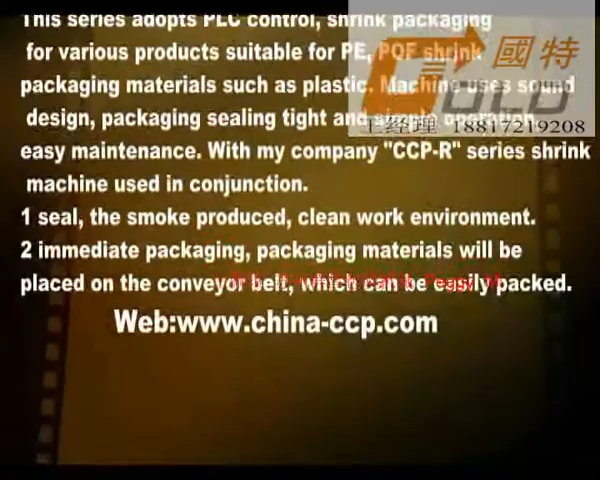 This series adopts PLC control, shrink packaging
for various products suitable for PE, POF shrink
packaging materials such as plastic. Machine uses sound
design, packaging sealing tight and simple operation,
easy maintenance. With my company "CCP-R" series shrink
machine used in conjunction.
1 seal, the smoke produced, clean work environment.
2 immediate packaging, packaging materials will be
placed on the conveyor belt, which can be easily packed.
Web:www.china-ccp.com
國特
GOLD
王经理 18817219208
Peggy